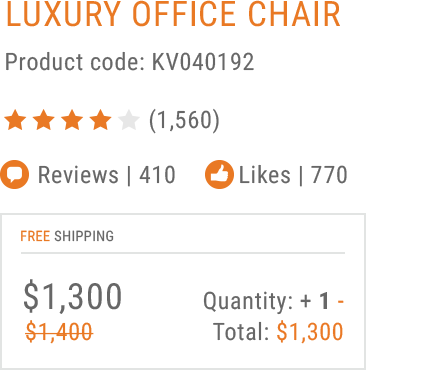 LUXURY OFFICE CHAIR
Product code: KV040192
(1,560)
Reviews | 410 Likes | 770
FREE SHIPPING
$1,300 Quantity: + 1 -
$1,400 Total: $1,300